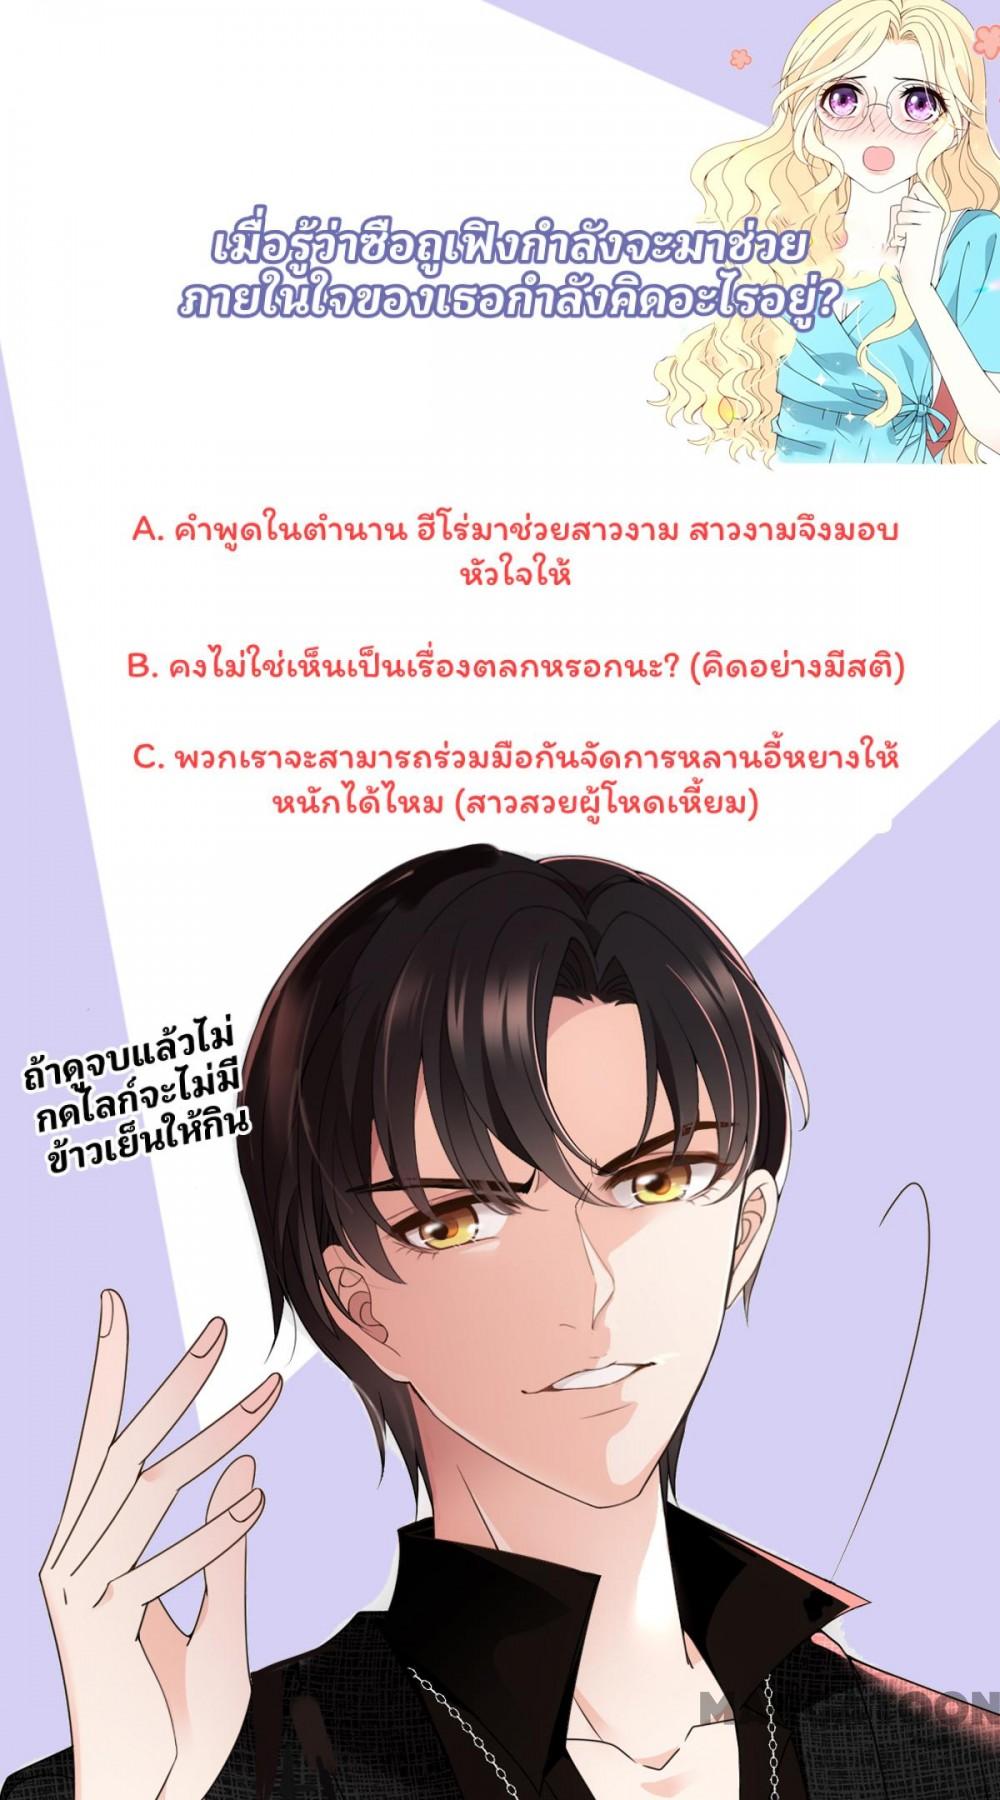 เมื่อรู้ว่าซือถูเฟิงกำลังจะมาช่วย
ภายในใจของเธอกำลังคิดอะไรอยู่?
A. คำพูดในตำนาน ฮีโร่มาช่วยสาวงาม สาวงามจึงมอบ
หัวใจให้
B. คงไม่ใช่เห็นเป็นเรื่องตลกหรอกนะ? (คิดอย่างมีสติ)
C. พวกเราจะสามารถร่วมมือกันจัดการหลานอี้หยางให้
หนักได้ไหม (สาวสวยผู้โหดเหี้ยม)
ถ้าดูจบแล้วไม่
กดไลก์จะไม่มี
ข้าวเย็นให้กิน